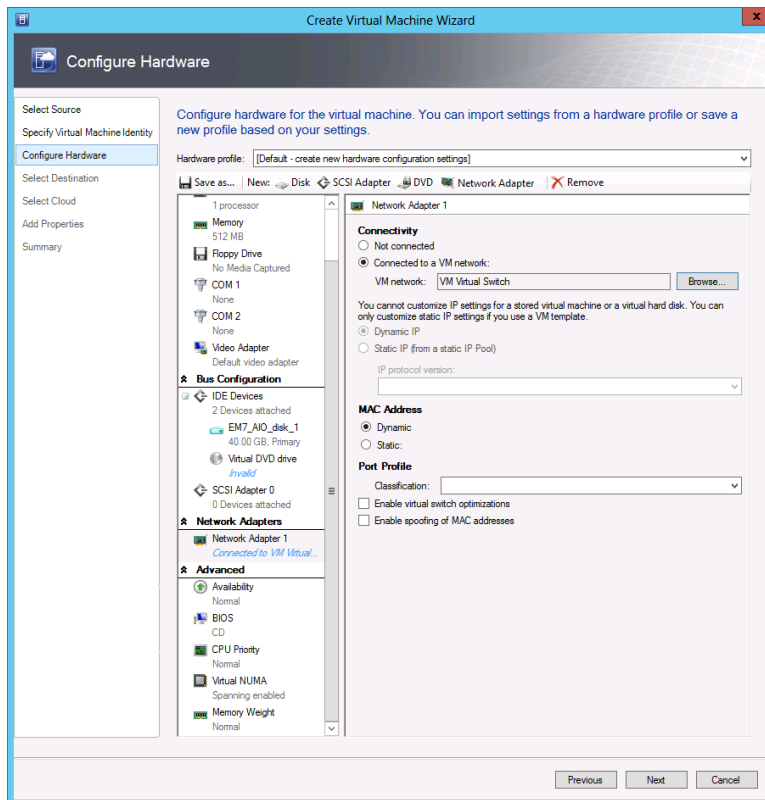 Create Virtual Machine Wizard
x
Configure Hardware
Select Source
Specify Virtual Machine Identity
Configure Hardware
Select Destination
Select Cloud
Add Properties
Summary
Configure hardware for the virtual machine. You can import settings from a hardware profile or save a
new profile based on your settings.
Hardware profile: [Default - create new hardware configuration settings]
Save as... New: Disk SCSI Adapter DVD Network Adapter Remove
1 processor
Memory
512 MB
Floppy Drive
No Media Captured
COM 1
None
COM 2
None
Video Adapter
Default video adapter
Bus Configuration
IDE Devices
2 Devices attached
EM7_AIO_disk_1
40.00 GB, Primary
Virtual DVD drive
Invalid
SCSI Adapter 0
0 Devices attached
Network Adapters
Network Adapter 1
Connected to VM Virtual...
Advanced
Availability
Normal
BIOS
CD
CPU Priority
Normal
Virtual NUMA
Spanning enabled
Memory Weight
Normal
Network Adapter 1
Connectivity
Not connected
Connected to a VM network:
VM network: VM Virtual Switch Browse...
You cannot customize IP settings for a stored virtual machine or a virtual hard disk. You can
only customize static IP settings if you use a VM template.
Dynamic IP
Static IP (from a static IP Pool)
IP protocol version:
MAC Address
Dynamic
Static:
Port Profile
Classification:
Enable virtual switch optimizations
Enable spoofing of MAC addresses
Previous Next Cancel